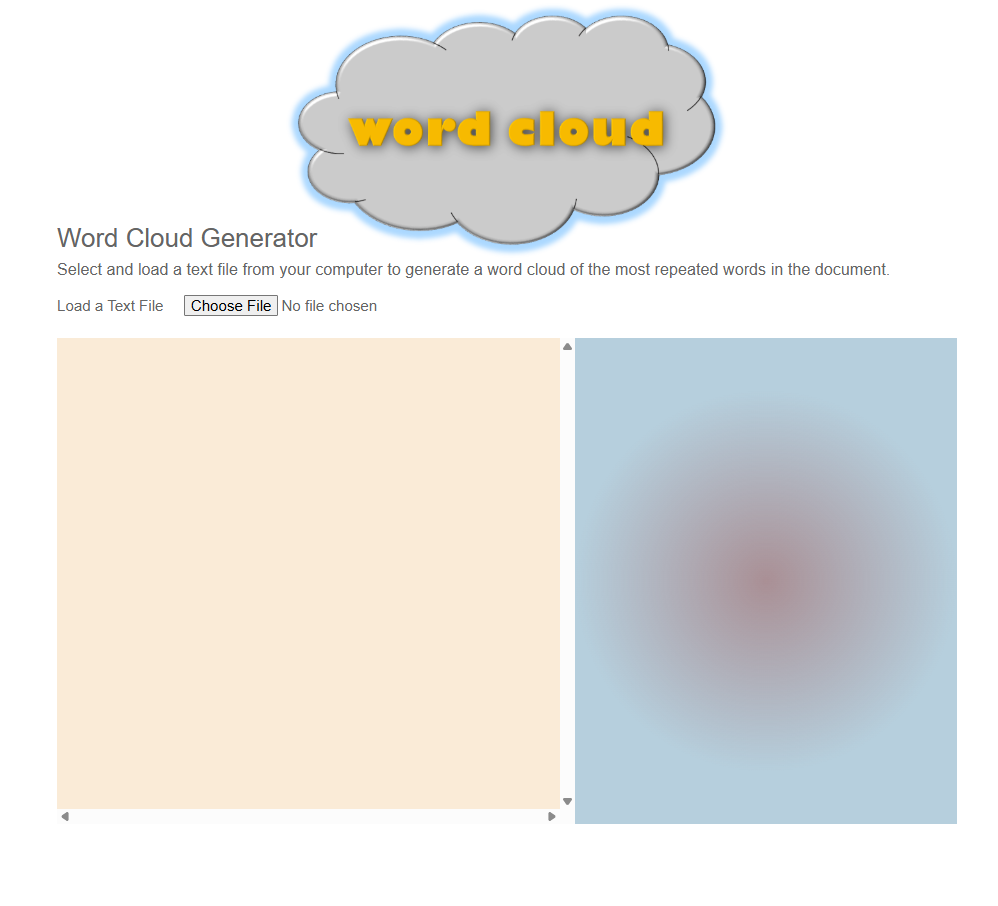 word cloud
Word Cloud Generator
Select and load a text file from your computer to generate a word cloud of the most repeated words in the document.
Load a Text File Choose File No file chosen